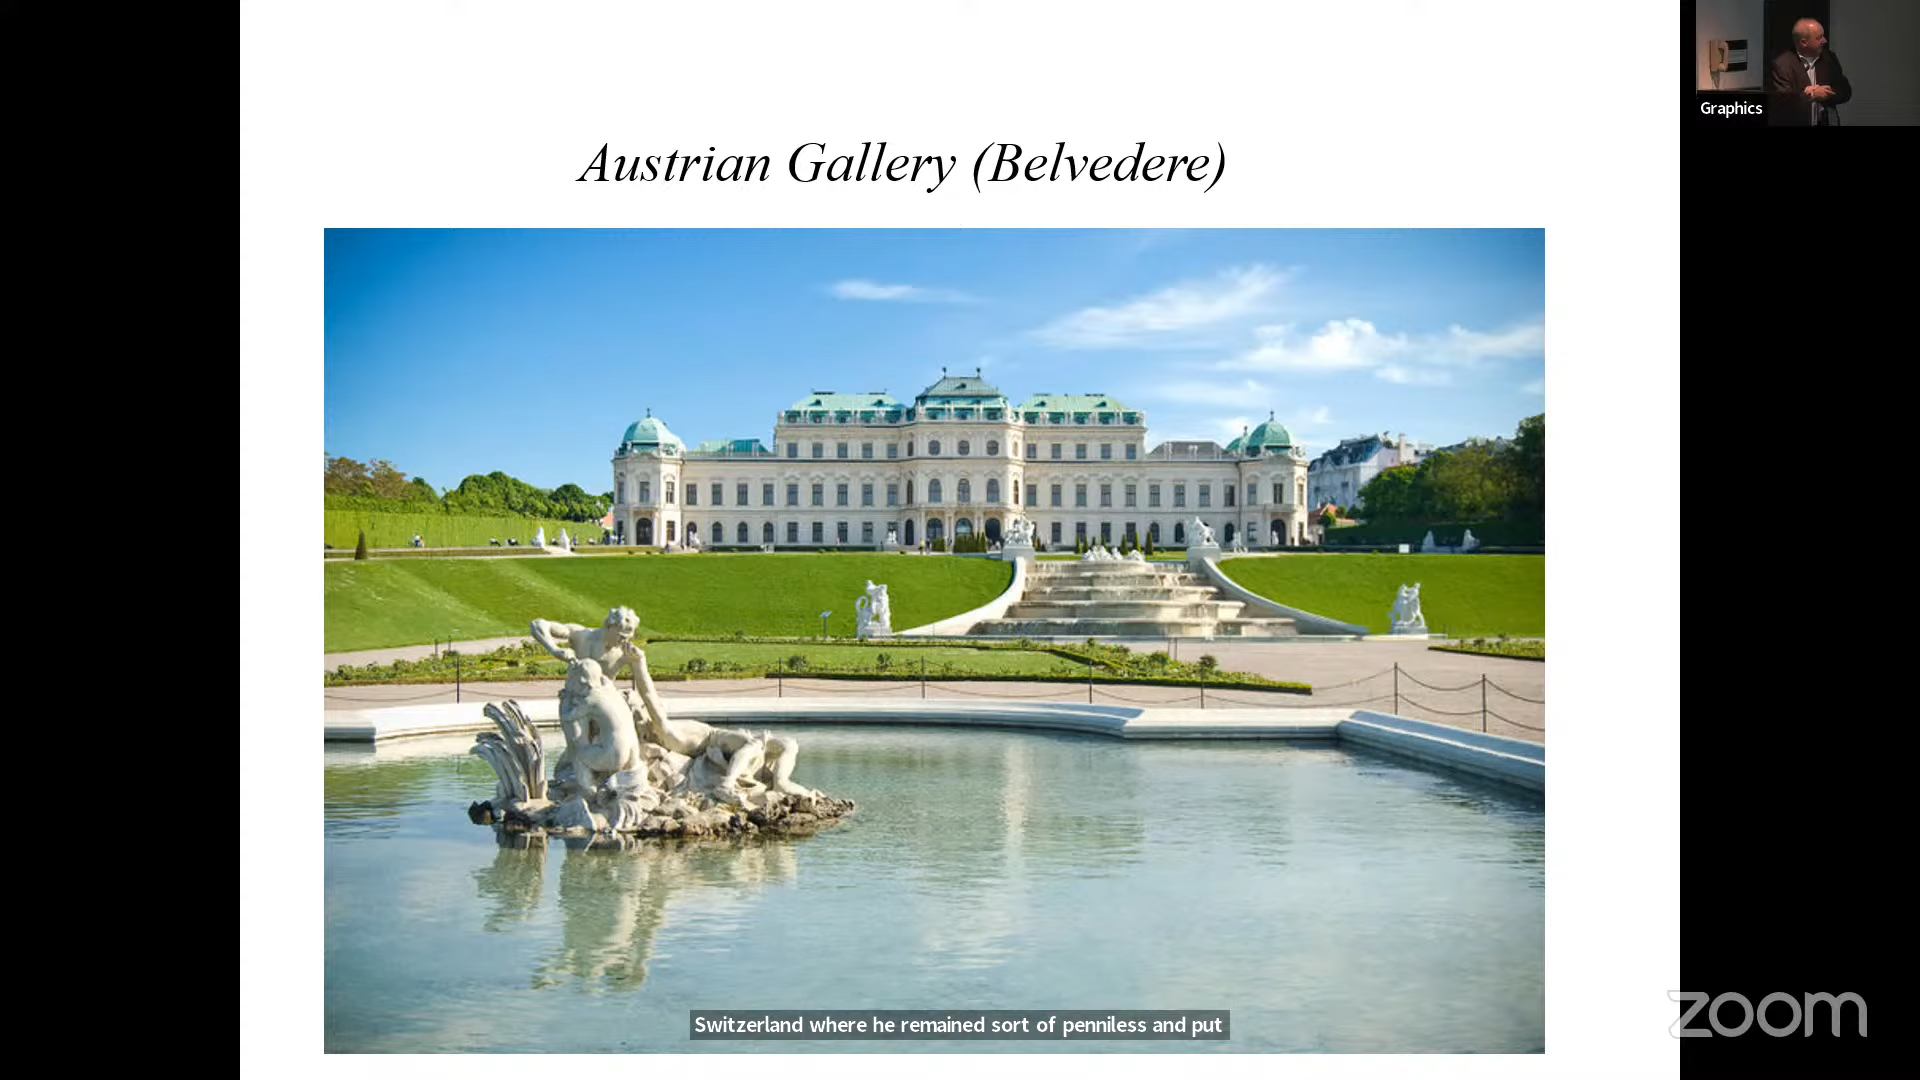 Austrian Gallery (Belvedere)
Graphics
Switzerland where he remained sort of penniless and put
zoom